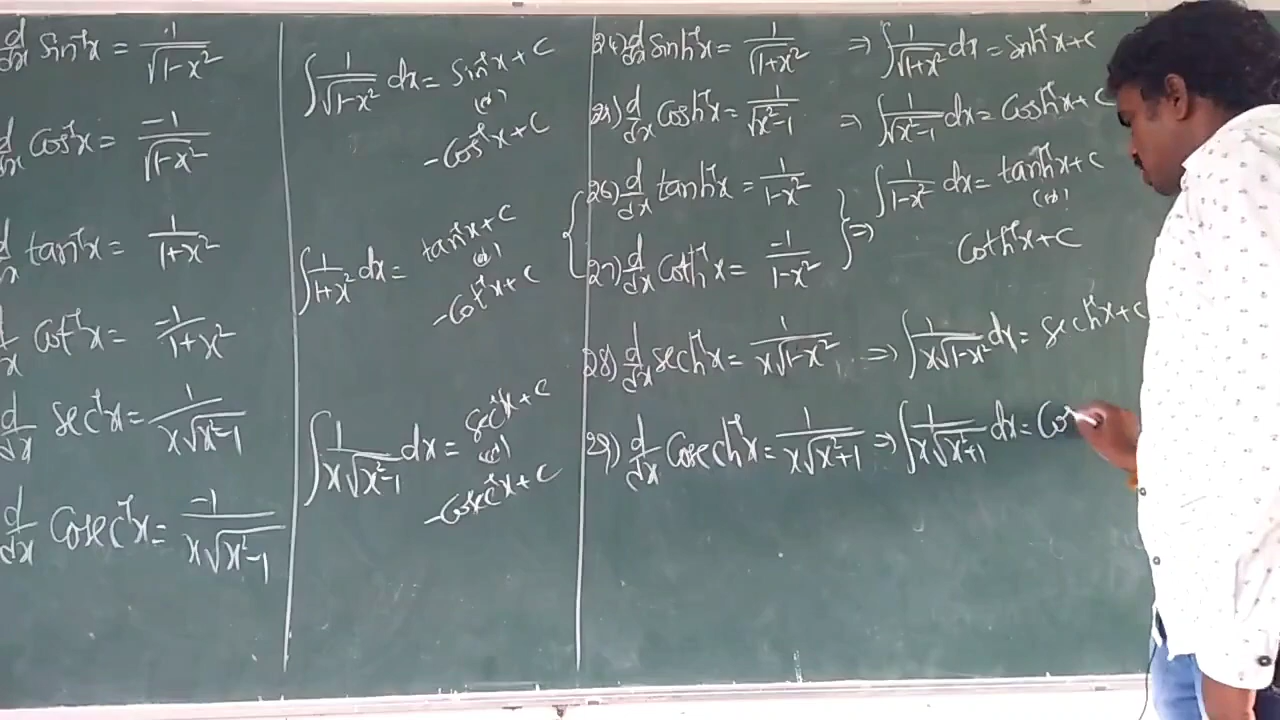 d/dx Sin⁻¹x = 1/√(1-x²)
d/dx Cos⁻¹x = -1/√(1-x²)
d/dx tan⁻¹x = 1/(1+x²)
d/dx Cot⁻¹x = -1/(1+x²)
d/dx sec⁻¹x = 1/(x√(x²-1))
d/dx Cosec⁻¹x = -1/(x√(x²-1))
∫ 1/√(1-x²) dx = Sin⁻¹x + C
(or)
-Cos⁻¹x + C
∫ 1/(1+x²) dx = tan⁻¹x + C
(or)
-Cot⁻¹x + C
∫ 1/(x√(x²-1)) dx = sec⁻¹x + C
(or)
-Cosec⁻¹x + C
24) d/dx Sinh⁻¹x = 1/√(1+x²) ⇒ ∫ 1/√(1+x²) dx = Sinh⁻¹x + C
25) d/dx Cosh⁻¹x = 1/√(x²-1) ⇒ ∫ 1/√(x²-1) dx = Cosh⁻¹x + C
26) d/dx tanh⁻¹x = 1/(1-x²)
27) d/dx Coth⁻¹x = -1/(1-x²)
⇒ ∫ 1/(1-x²) dx = tanh⁻¹x + C
(or)
Coth⁻¹x + C
28) d/dx sech⁻¹x = 1/(x√(1-x²)) ⇒ ∫ 1/(x√(1-x²)) dx = sech⁻¹x + C
29) d/dx Cosech⁻¹x = 1/(x√(x²+1)) ⇒ ∫ 1/(x√(x²+1)) dx = Cos